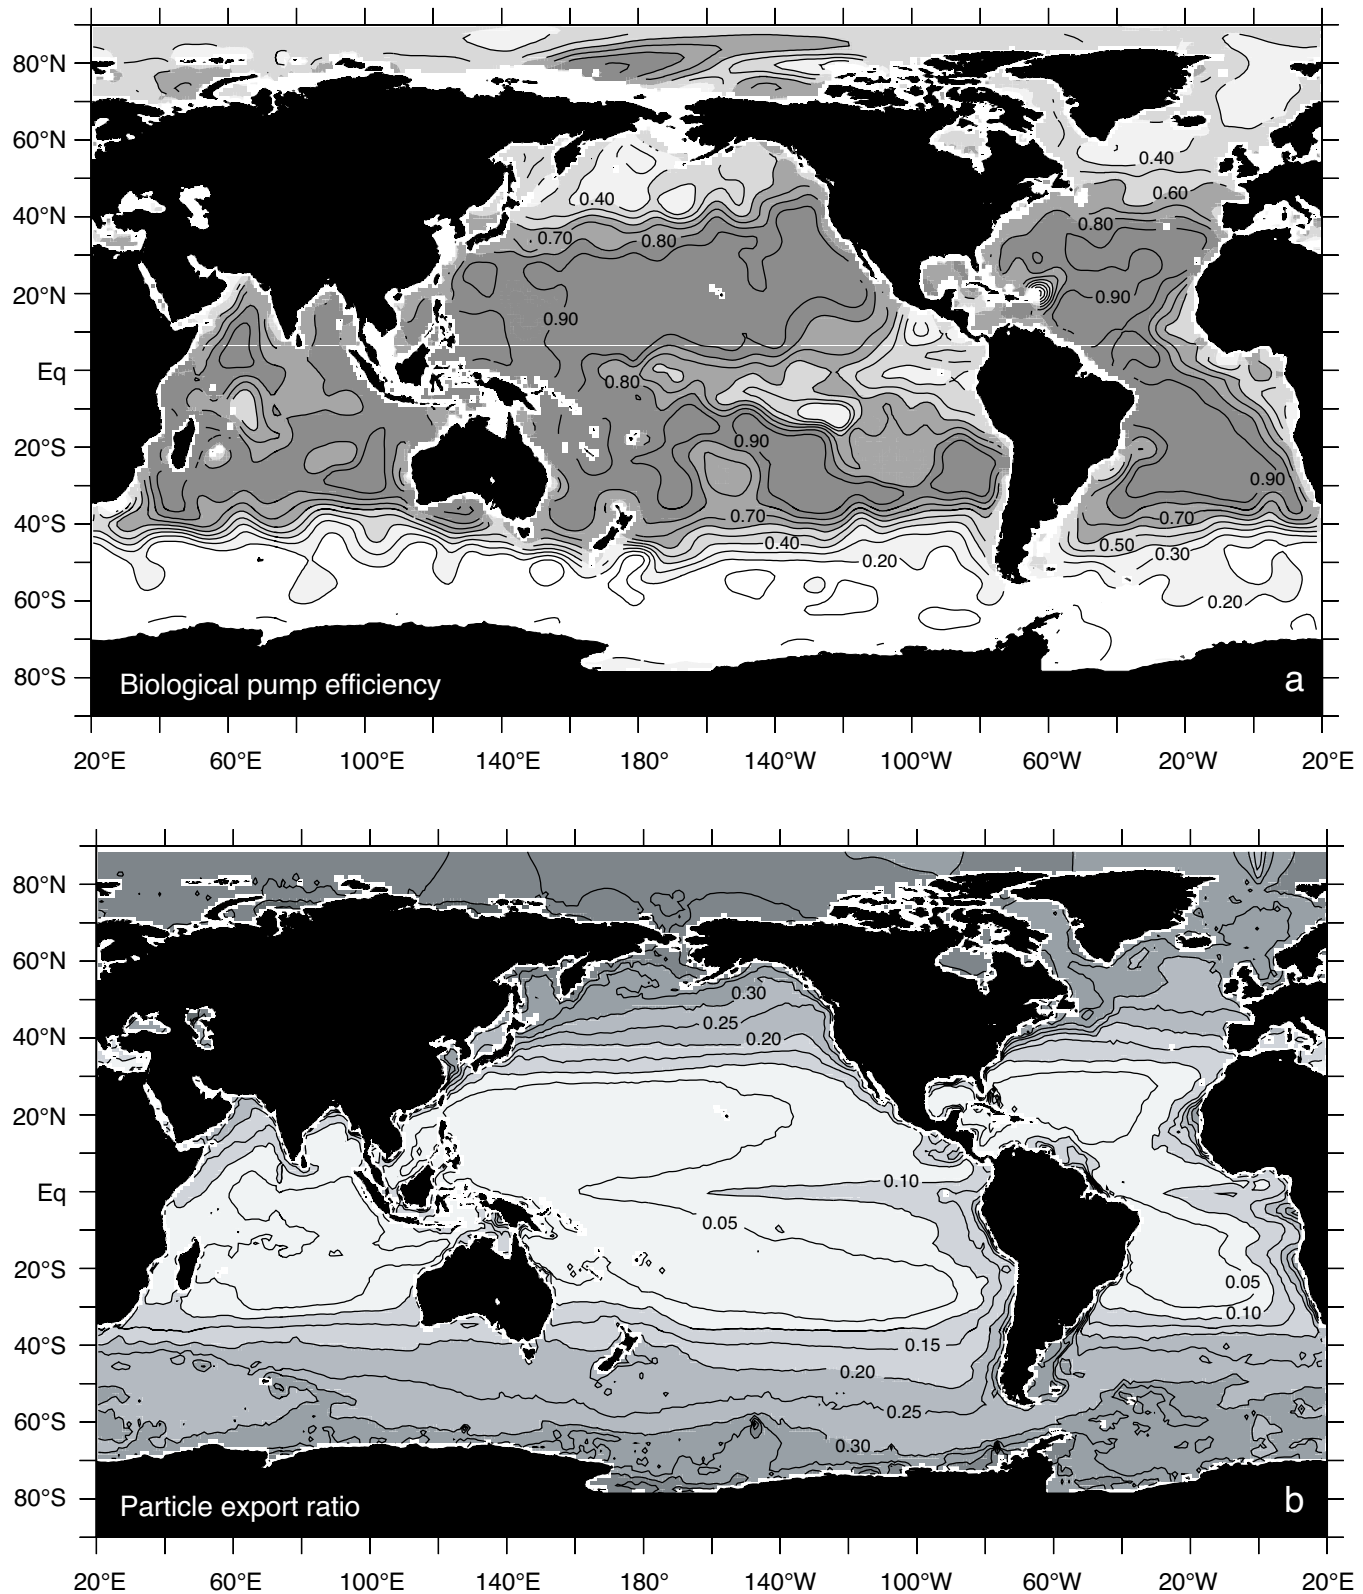 80°N
60°N
0.40
0.40
0.60
40°N
0.70
0.80
0.80
20°N
0.90
0.90
Eq
0.80
20°S
0.90
0.90
40°S
0.70
0.70
0.40
0.50
0.30
0.20
60°S
0.20
80°S
Biological pump efficiency
a
20°E 60°E 100°E 140°E 180° 140°W 100°W 60°W 20°W 20°E
80°N
60°N
0.30
0.25
40°N
0.20
20°N
Eq
0.10
0.05
20°S
0.05
0.10
40°S
0.15
0.20
0.25
60°S
0.30
80°S
Particle export ratio
b
20°E 60°E 100°E 140°E 180° 140°W 100°W 60°W 20°W 20°E